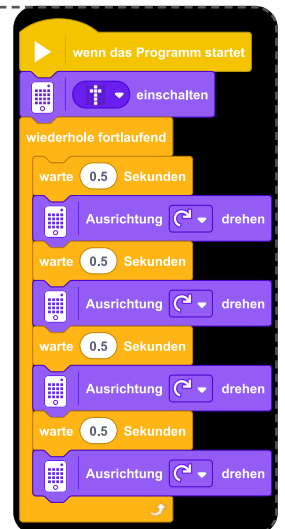 wenn das Programm startet
einschalten
wiederhole fortlaufend
warte 0.5 Sekunden
Ausrichtung drehen
warte 0.5 Sekunden
Ausrichtung drehen
warte 0.5 Sekunden
Ausrichtung drehen
warte 0.5 Sekunden
Ausrichtung drehen